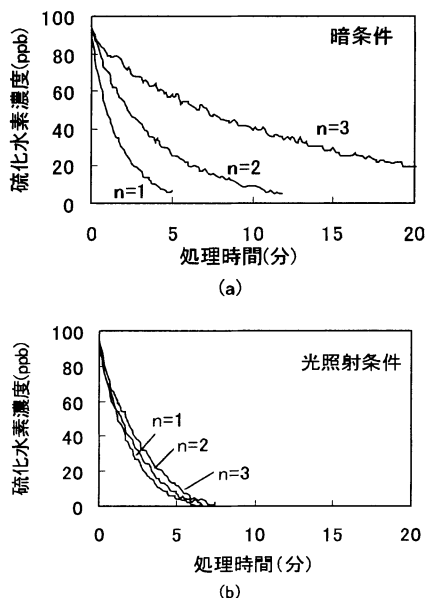 100
80
60
40
20
0
硫化水素濃度(ppb)
暗条件
n=3
n=2
n=1
0 5 10 15 20
処理時間(分)
(a)
100
80
60
40
20
0
硫化水素濃度(ppb)
光照射条件
n=1
n=2
n=3
0 5 10 15 20
処理時間(分)
(b)